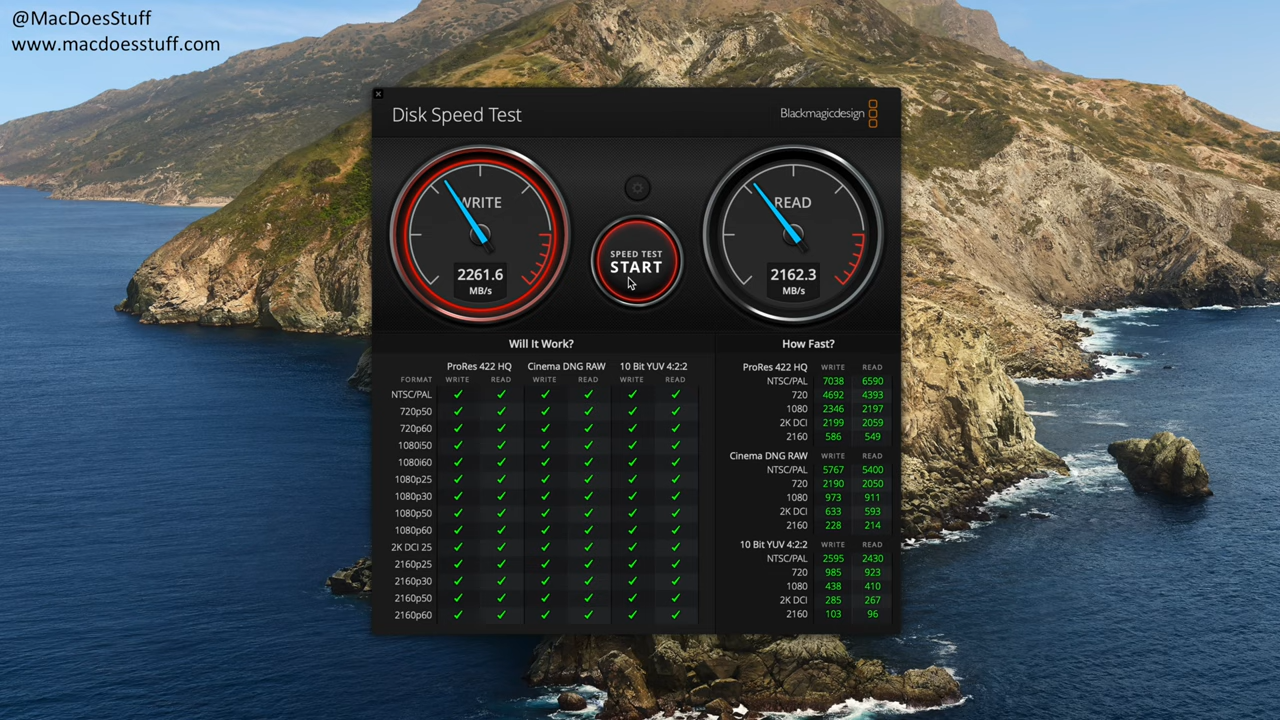 @MacDoesStuff
www.macdoesstuff.com
Disk Speed Test
Blackmagicdesign
WRITE
2261.6
MB/s
SPEED TEST
START
READ
2162.3
MB/s
Will It Work?
ProRes 422 HQ Cinema DNG RAW 10 Bit YUV 4:2:2
FORMAT WRITE READ WRITE READ WRITE READ
NTSC/PAL ✓ ✓ ✓ ✓ ✓ ✓
720p50 ✓ ✓ ✓ ✓ ✓ ✓
720p60 ✓ ✓ ✓ ✓ ✓ ✓
1080i50 ✓ ✓ ✓ ✓ ✓ ✓
1080i60 ✓ ✓ ✓ ✓ ✓ ✓
1080p25 ✓ ✓ ✓ ✓ ✓ ✓
1080p30 ✓ ✓ ✓ ✓ ✓ ✓
1080p50 ✓ ✓ ✓ ✓ ✓ ✓
1080p60 ✓ ✓ ✓ ✓ ✓ ✓
2K DCI 25 ✓ ✓ ✓ ✓ ✓ ✓
2160p25 ✓ ✓ ✓ ✓ ✓ ✓
2160p30 ✓ ✓ ✓ ✓ ✓ ✓
2160p50 ✓ ✓ ✓ ✓ ✓ ✓
2160p60 ✓ ✓ ✓ ✓ ✓ ✓
How Fast?
ProRes 422 HQ WRITE READ
NTSC/PAL 7038 6590
720 4692 4393
1080 2346 2197
2K DCI 2199 2059
2160 586 549
Cinema DNG RAW WRITE READ
NTSC/PAL 5767 5400
720 2190 2050
1080 973 911
2K DCI 633 593
2160 228 214
10 Bit YUV 4:2:2 WRITE READ
NTSC/PAL 2595 2430
720 985 923
1080 438 410
2K DCI 285 267
2160 103 96